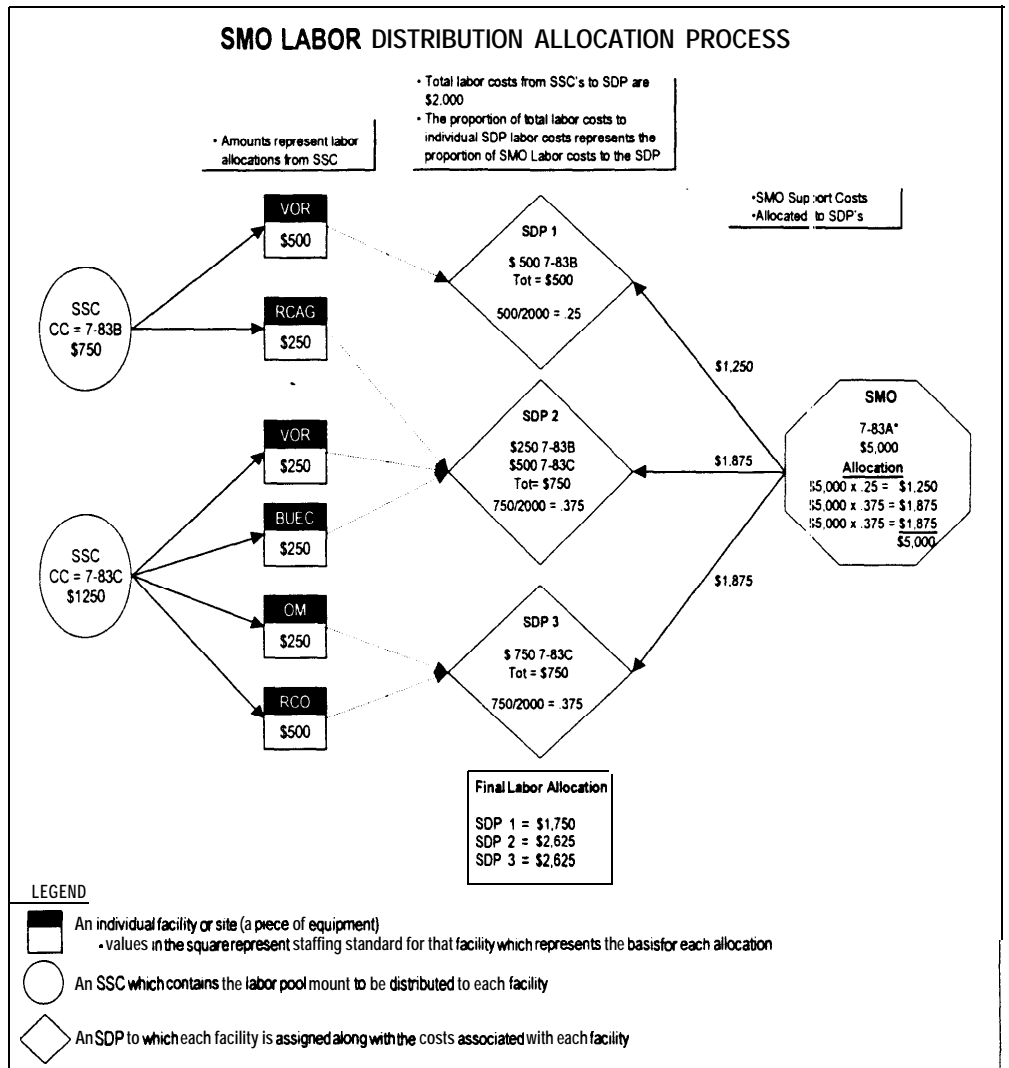 SMO LABOR DISTRIBUTION ALLOCATION PROCESS
• Total labor costs from SSC's to SDP are
$2.000
• The proportion of total labor costs to
individual SDP labor costs represents the
proportion of SMO Labor costs to the SDP
• Amounts represent labor
allocations from SSC
•SMO Support Costs
•Allocated to SDP's
VOR
$500
RCAG
$250
VOR
$250
BUEC
$250
OM
$250
RCO
$500
SSC
CC = 7-83B
$750
SSC
CC = 7-83C
$1250
SDP 1
$ 500 7-83B
Tot = $500
500/2000 = .25
SDP 2
$250 7-83B
$500 7-83C
Tot= $750
750/2000 = .375
SDP 3
$ 750 7-83C
Tot = $750
750/2000 = .375
$1,250
$1.875
$1,875
SMO
7-83A*
$5,000
Allocation
$5,000 x .25 = $1,250
$5,000 x .375 = $1,875
$5,000 x .375 = $1,875
$5,000
Final Labor Allocation
SDP 1 = $1,750
SDP 2 = $2,625
SDP 3 = $2,625
LEGEND
An individual facility or site (a piece of equipment)
• values in the square represent staffing standard for that facility which represents the basis for each allocation
An SSC which contains the labor pool mount to be distributed to each facility
An SDP to which each facility is assigned along with the costs associated with each facility